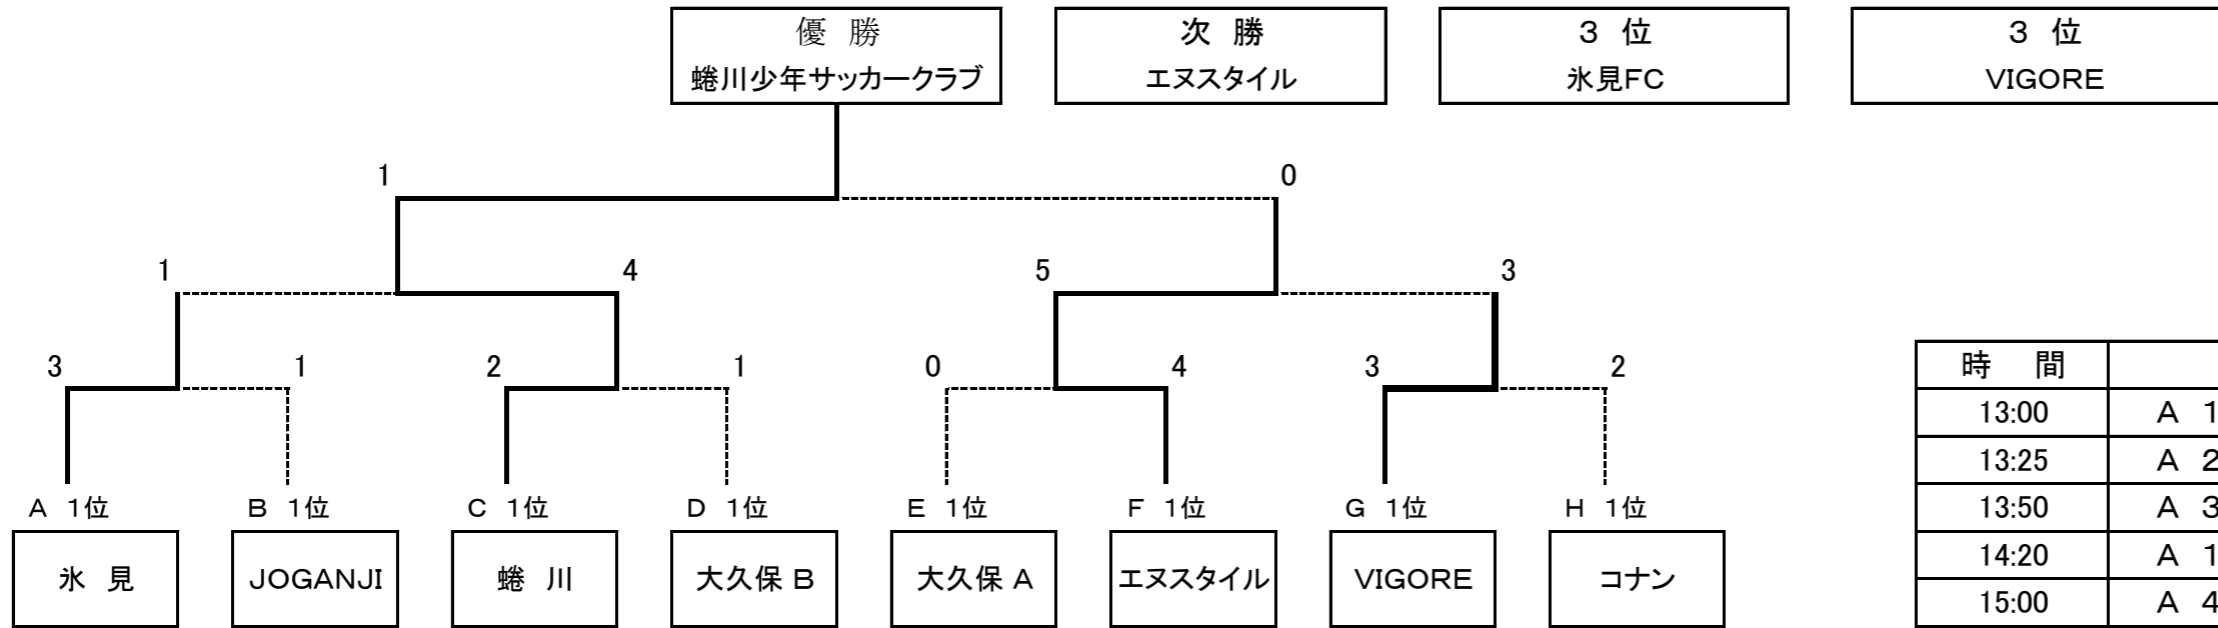 優 勝
蜷川少年サッカークラブ
次 勝
エヌスタイル
３ 位
氷見FC
３ 位
VIGORE
1 0
1 4 5 3
3 1 2 1 0 4 3 2
A 1位 B 1位 C 1位 D 1位 E 1位 F 1位 G 1位 H 1位
氷 見 JOGANJI 蜷 川 大久保 B 大久保 A エヌスタイル VIGORE コナン
時 間
13:00 A 1
13:25 A 2
13:50 A 3
14:20 A 1
15:00 A 4